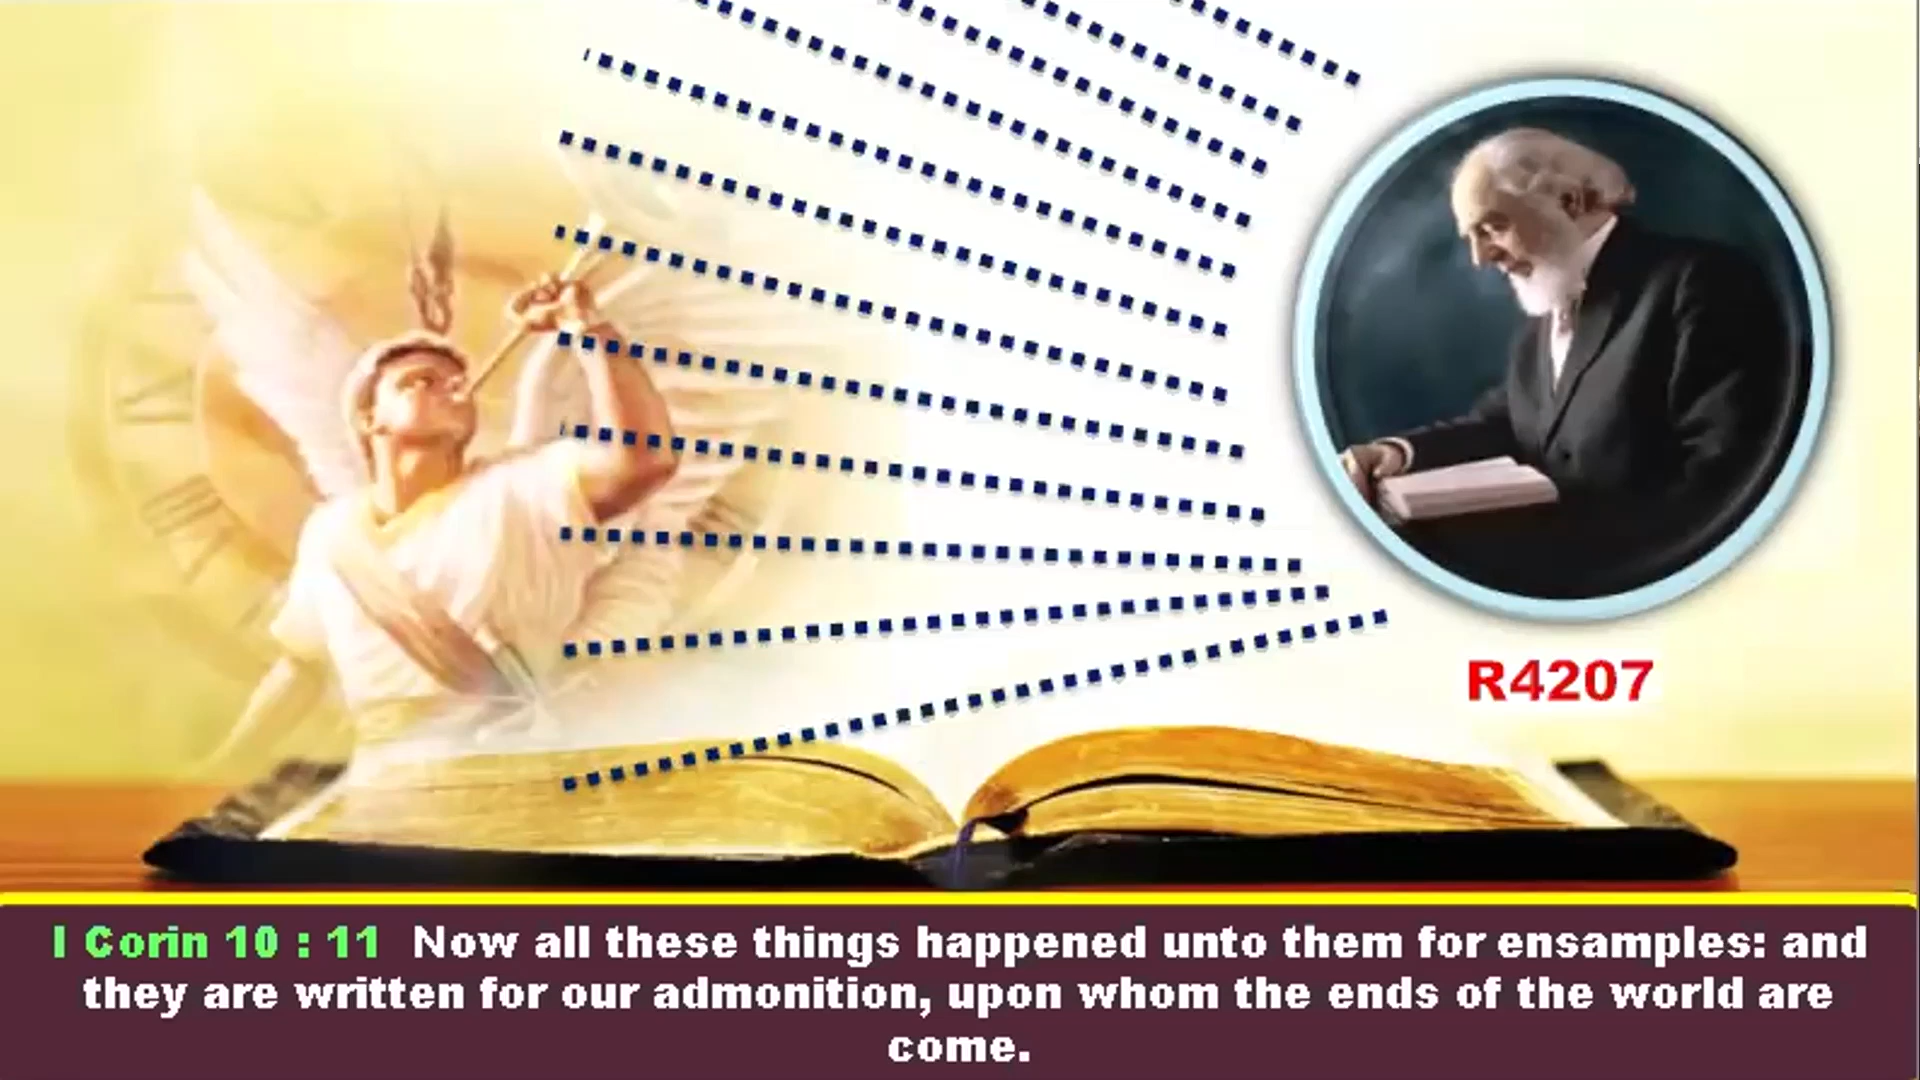 R4207
I Corin 10 : 11 Now all these things happened unto them for ensamples: and
they are written for our admonition, upon whom the ends of the world are
come.